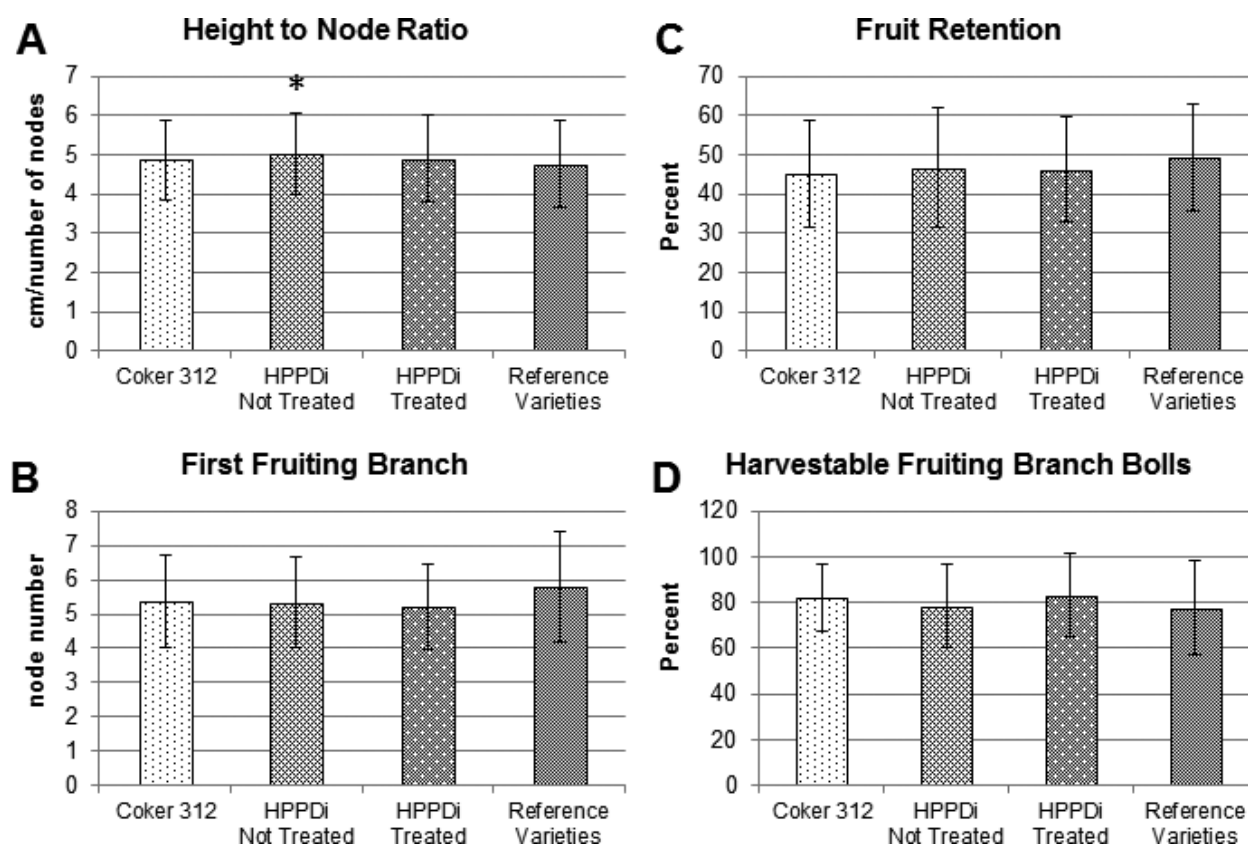 A
Height to Node Ratio
cm/number of nodes
7
6
5
4
3
2
1
0
*
Coker 312
HPPDi
Not Treated
HPPDi
Treated
Reference
Varieties
C
Fruit Retention
Percent
70
60
50
40
30
20
10
0
Coker 312
HPPDi
Not Treated
HPPDi
Treated
Reference
Varieties
B
First Fruiting Branch
node number
8
7
6
5
4
3
2
1
0
Coker 312
HPPDi
Not Treated
HPPDi
Treated
Reference
Varieties
D
Harvestable Fruiting Branch Bolls
Percent
120
100
80
60
40
20
0
Coker 312
HPPDi
Not Treated
HPPDi
Treated
Reference
Varieties